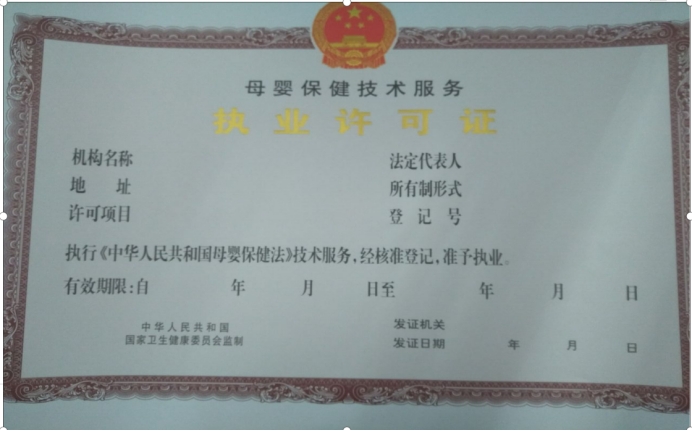 母婴保健技术服务
执业许可证
机构名称 法定代表人
地 址 所有制形式
许可项目 登记号
执行《中华人民共和国母婴保健法》技术服务，经核准登记，准予执业。
有效期限：自 年 月 日至 年 月 日
中华人民共和国 发证机关
国家卫生健康委员会监制 发证日期 年 月 日